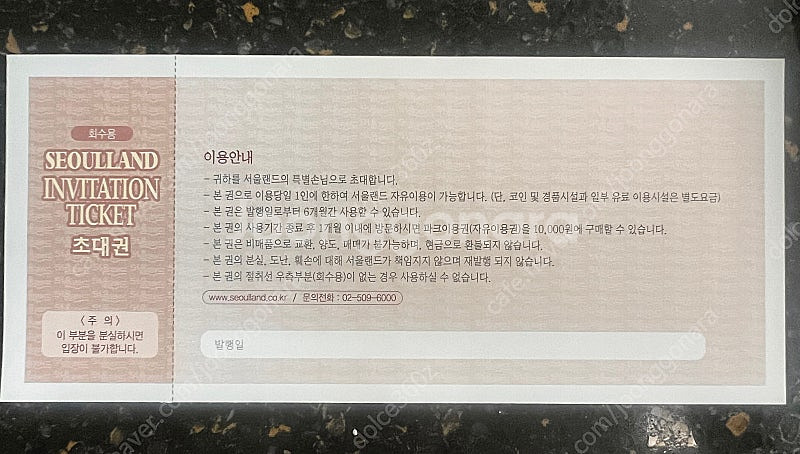 회수용
SEOULLAND
INVITATION
TICKET
초대권
〈주 의〉
이 부분을 분실하시면
입장이 불가합니다.
이용안내
- 귀하를 서울랜드의 특별손님으로 초대합니다.
- 본 권으로 이용당일 1인에 한하여 서울랜드 자유이용이 가능합니다. (단, 코인 및 경품시설과 일부 유료 이용시설은 별도요금)
- 본 권은 발행일로부터 6개월간 사용할 수 있습니다.
- 본 권의 사용기간 종료 후 1개월 이내에 방문하시면 파크이용권(자유이용권)을 10,000원에 구매할 수 있습니다.
- 본 권은 비매품으로 교환, 양도, 매매가 불가능하며, 현금으로 환불되지 않습니다.
- 본 권의 분실, 도난, 훼손에 대해 서울랜드가 책임지지 않으며 재발행 되지 않습니다.
- 본 권의 절취선 우측부분(회수용)이 없는 경우 사용하실 수 없습니다.
www.seoulland.co.kr / 문의전화 : 02-509-6000
발행일
dolce360z
joonggonara